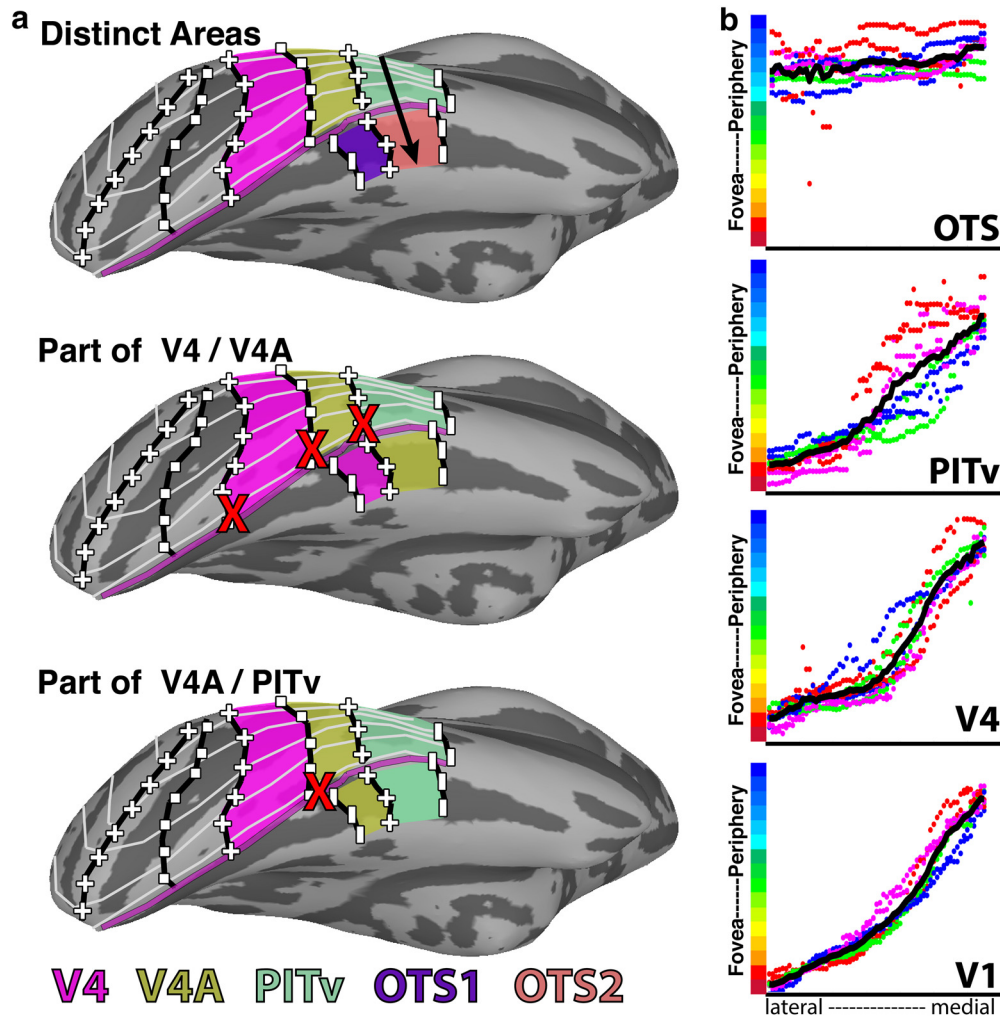 a
Distinct Areas
Part of V4 / V4A
X X X
Part of V4A / PITv
X
V4 V4A PITv OTS1 OTS2
b
Fovea------Periphery
OTS
Fovea------Periphery
PITv
Fovea------Periphery
V4
Fovea------Periphery
V1
lateral -------------- medial